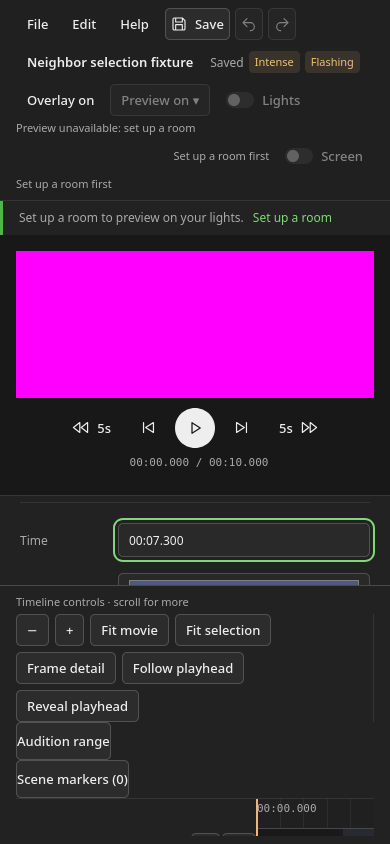 File Edit Help Save
Neighbor selection fixture Saved Intense Flashing
Overlay on Preview on ▾ Lights
Preview unavailable: set up a room
Set up a room first Screen
Set up a room first
Set up a room to preview on your lights. Set up a room
5s 5s
00:00.000 / 00:10.000
Time 00:07.300
Timeline controls · scroll for more
− + Fit movie Fit selection
Frame detail Follow playhead
Reveal playhead
Audition range
Scene markers (0)
00:00.000